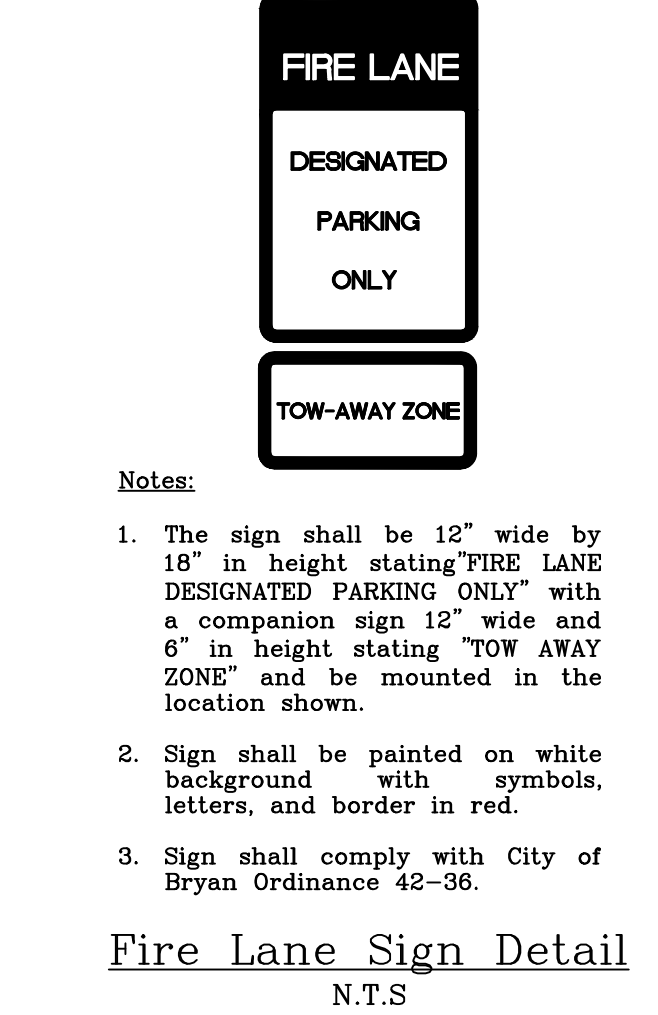 FIRE LANE
DESIGNATED
PARKING
ONLY
TOW-AWAY ZONE
Notes:
1. The sign shall be 12" wide by
18" in height stating"FIRE LANE
DESIGNATED PARKING ONLY" with
a companion sign 12" wide and
6" in height stating "TOW AWAY
ZONE" and be mounted in the
location shown.
2. Sign shall be painted on white
background with symbols,
letters, and border in red.
3. Sign shall comply with City of
Bryan Ordinance 42-36.
Fire Lane Sign Detail
N.T.S